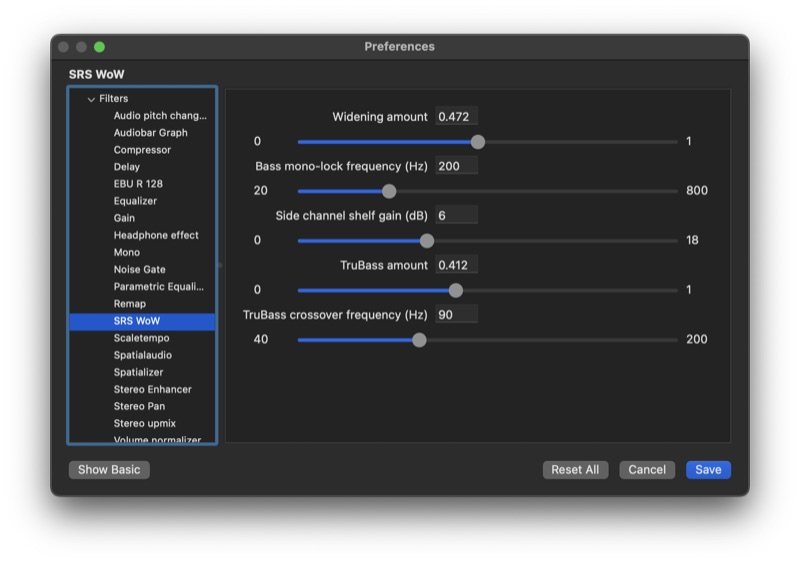 Preferences
SRS WoW
Filters
Audio pitch chang...
Audiobar Graph
Compressor
Delay
EBU R 128
Equalizer
Gain
Headphone effect
Mono
Noise Gate
Parametric Equali...
Remap
SRS WoW
Scaletempo
Spatialaudio
Spatializer
Stereo Enhancer
Stereo Pan
Stereo upmix
Volume normalizer
Widening amount 0.472
0 1
Bass mono-lock frequency (Hz) 200
20 800
Side channel shelf gain (dB) 6
0 18
TruBass amount 0.412
0 1
TruBass crossover frequency (Hz) 90
40 200
Show Basic Reset All Cancel Save